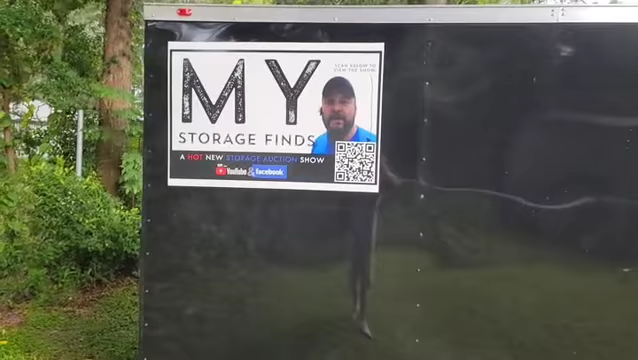 SCAN BELOW TO
VIEW THE SHOW
MY
STORAGE FINDS
A HOT NEW STORAGE AUCTION SHOW
YouTube & facebook